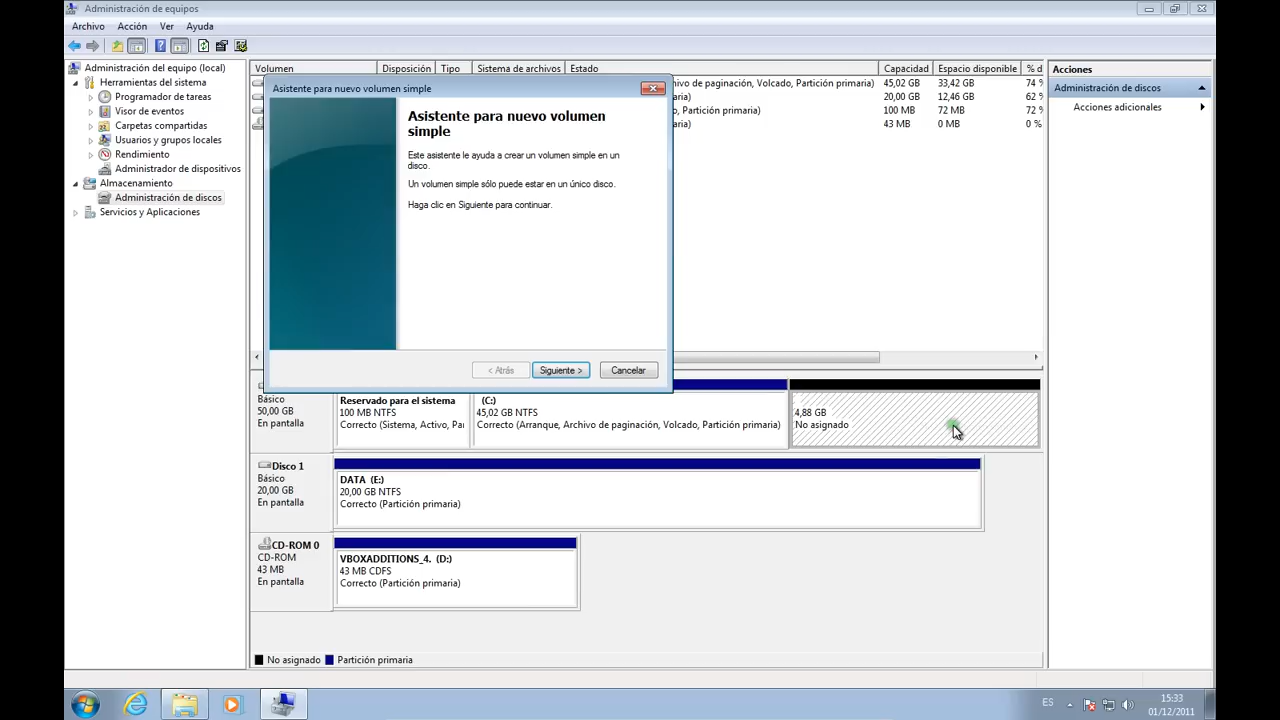 Administración de equipos
Archivo Acción Ver Ayuda
Administración del equipo (local)
Herramientas del sistema
Programador de tareas
Visor de eventos
Carpetas compartidas
Usuarios y grupos locales
Rendimiento
Administrador de dispositivos
Almacenamiento
Administración de discos
Servicios y Aplicaciones
Volumen Disposición Tipo Sistema de archivos Estado Capacidad Espacio disponible % d
ivo de paginación, Volcado, Partición primaria) 45,02 GB 33,42 GB 74 %
aria) 20,00 GB 12,46 GB 62 %
, Partición primaria) 100 MB 72 MB 72 %
aria) 43 MB 0 MB 0 %
Asistente para nuevo volumen simple
Asistente para nuevo volumen
simple
Este asistente le ayuda a crear un volumen simple en un
disco.
Un volumen simple sólo puede estar en un único disco.
Haga clic en Siguiente para continuar.
< Atrás Siguiente > Cancelar
Acciones
Administración de discos
Acciones adicionales
Básico
50,00 GB
En pantalla
Reservado para el sistema
100 MB NTFS
Correcto (Sistema, Activo, Par
(C:)
45,02 GB NTFS
Correcto (Arranque, Archivo de paginación, Volcado, Partición primaria)
4,88 GB
No asignado
Disco 1
Básico
20,00 GB
En pantalla
DATA (E:)
20,00 GB NTFS
Correcto (Partición primaria)
CD-ROM 0
CD-ROM
43 MB
En pantalla
VBOXADDITIONS_4. (D:)
43 MB CDFS
Correcto (Partición primaria)
No asignado Partición primaria
ES
15:33
01/12/2011